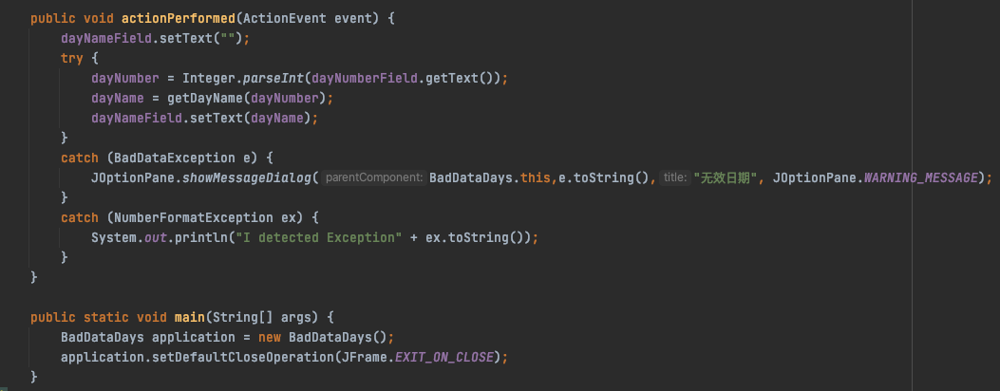 public void actionPerformed(ActionEvent event) {
dayNameField.setText("");
try {
dayNumber = Integer.parseInt(dayNumberField.getText());
dayName = getDayName(dayNumber);
dayNameField.setText(dayName);
}
catch (BadDataException e) {
JOptionPane.showMessageDialog( parentComponent: BadDataDays.this,e.toString(), title: "无效日期", JOptionPane.WARNING_MESSAGE);
}
catch (NumberFormatException ex) {
System.out.println("I detected Exception" + ex.toString());
}
}
public static void main(String[] args) {
BadDataDays application = new BadDataDays();
application.setDefaultCloseOperation(JFrame.EXIT_ON_CLOSE);
}